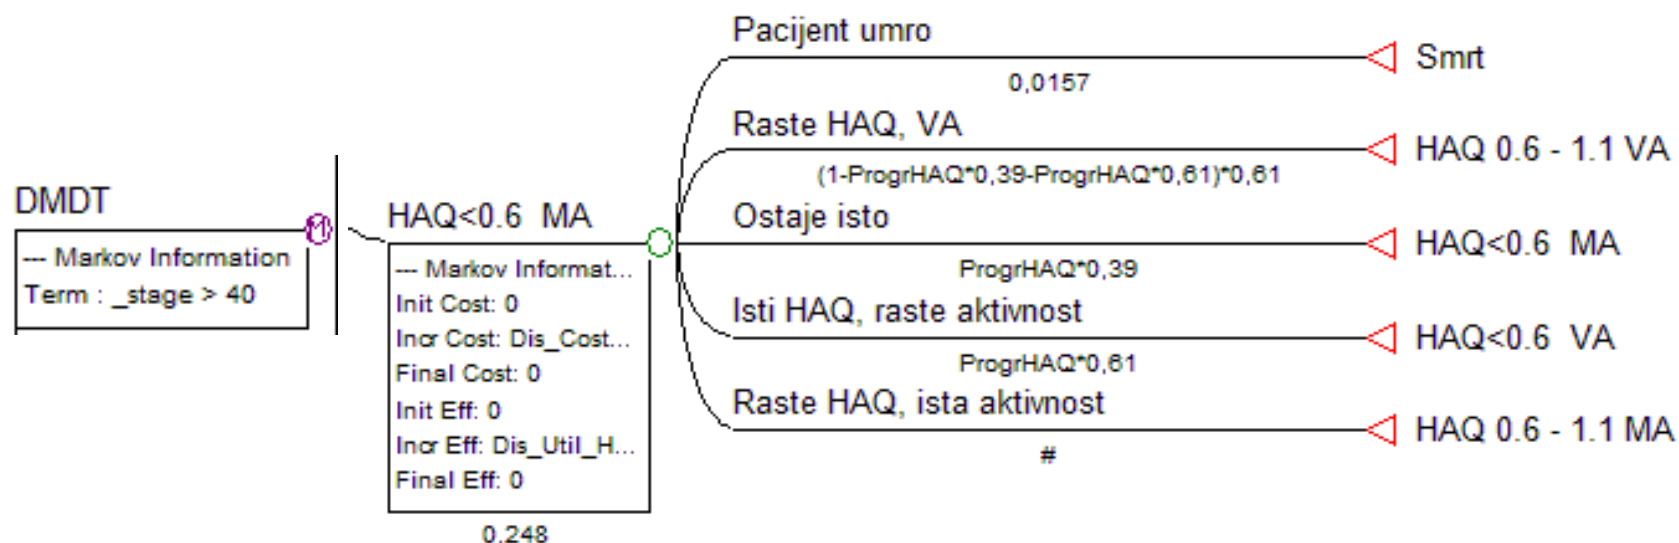 DMDT
M
--- Markov Information
Term : _stage > 40
HAQ<0.6 MA
--- Markov Informat...
Init Cost: 0
Incr Cost: Dis_Cost...
Final Cost: 0
Init Eff: 0
Incr Eff: Dis_Util_H...
Final Eff: 0
0,248
Pacijent umro
0,0157
Smrt
Raste HAQ, VA
(1-ProgrHAQ*0,39-ProgrHAQ*0,61)*0,61
HAQ 0.6 - 1.1 VA
Ostaje isto
ProgrHAQ*0,39
HAQ<0.6 MA
Isti HAQ, raste aktivnost
ProgrHAQ*0,61
HAQ<0.6 VA
Raste HAQ, ista aktivnost
#
HAQ 0.6 - 1.1 MA